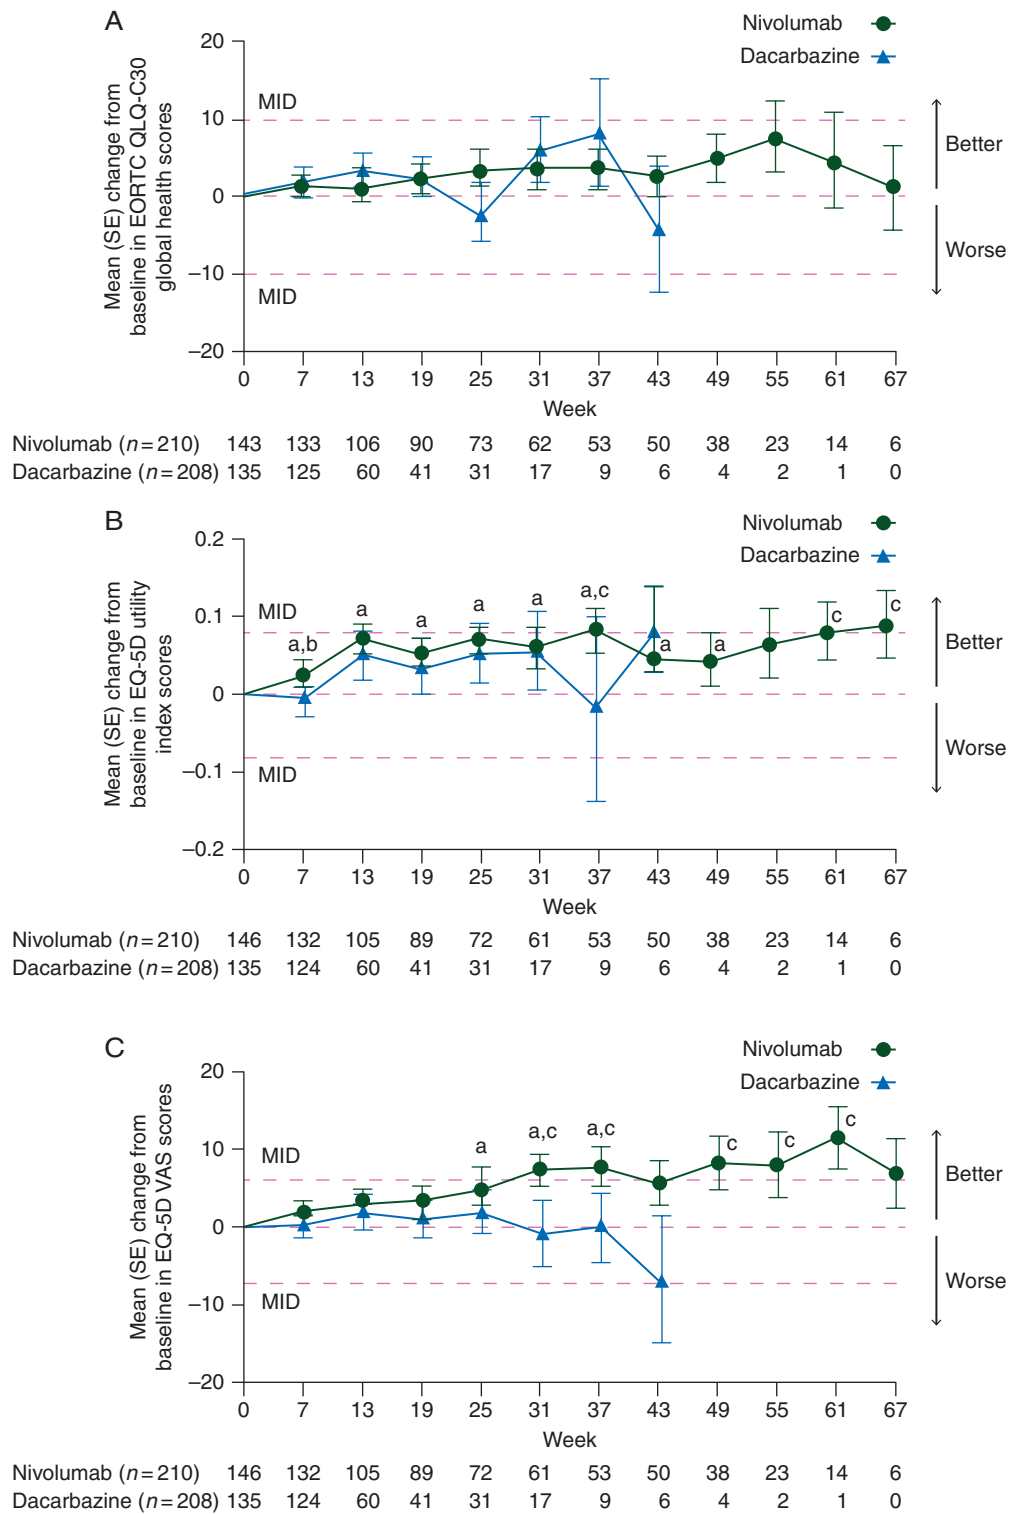 A
Nivolumab
Dacarbazine
Mean (SE) change from
baseline in EORTC QLQ-C30
global health scores
20
10
0
–10
–20
MID
MID
Better
Worse
0 7 13 19 25 31 37 43 49 55 61 67
Week
Nivolumab (n = 210) 143 133 106 90 73 62 53 50 38 23 14 6
Dacarbazine (n = 208) 135 125 60 41 31 17 9 6 4 2 1 0
B
Nivolumab
Dacarbazine
Mean (SE) change from
baseline in EQ-5D utility
index scores
0.2
0.1
0
–0.1
–0.2
MID
MID
a,b a a a a a,c a a c c
Better
Worse
0 7 13 19 25 31 37 43 49 55 61 67
Week
Nivolumab (n = 210) 146 132 105 89 72 61 53 50 38 23 14 6
Dacarbazine (n = 208) 135 124 60 41 31 17 9 6 4 2 1 0
C
Nivolumab
Dacarbazine
Mean (SE) change from
baseline in EQ-5D VAS scores
20
10
0
–10
–20
MID
MID
a a,c a,c c c c
Better
Worse
0 7 13 19 25 31 37 43 49 55 61 67
Week
Nivolumab (n = 210) 146 132 105 89 72 61 53 50 38 23 14 6
Dacarbazine (n = 208) 135 124 60 41 31 17 9 6 4 2 1 0